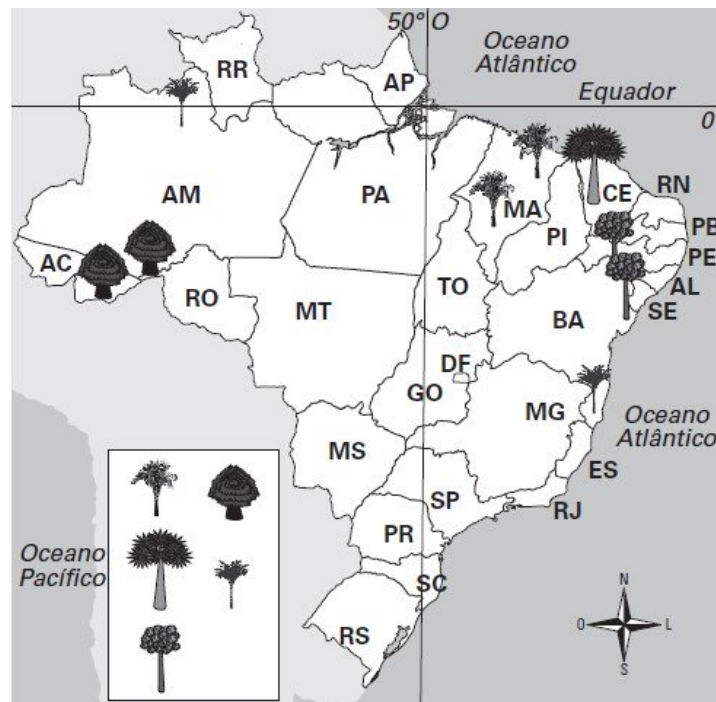 50° O
Oceano
Atlântico
RR
AP
Equador
0
AM
PA
MA
CE
RN
PB
PI
PE
AC
AL
TO
RO
SE
MT
BA
DF
GO
MG
Oceano
Atlântico
MS
ES
SP
RJ
PR
Oceano
Pacífico
SC
N
O
L
S
RS